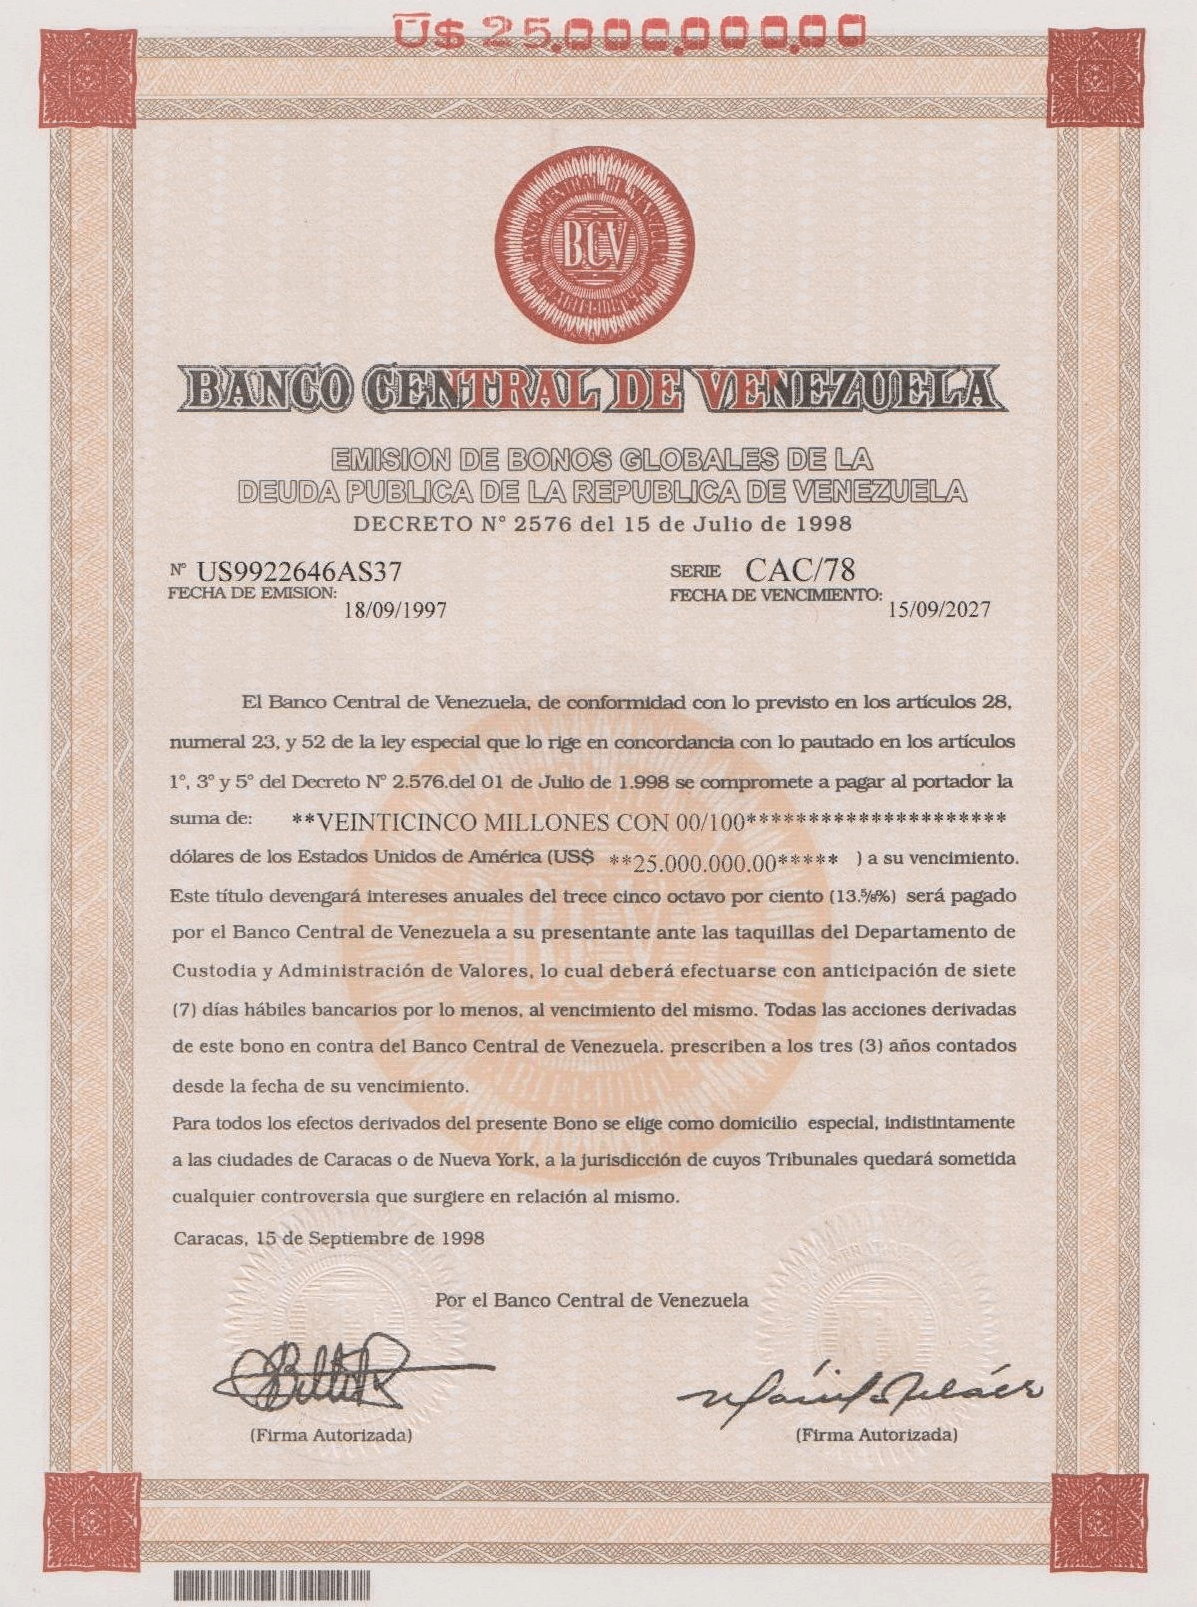 U$ 25.000.000.00
BANCO CENTRAL DE VENEZUELA
BCV
BANCO CENTRAL DE VENEZUELA
EMISION DE BONOS GLOBALES DE LA
DEUDA PUBLICA DE LA REPUBLICA DE VENEZUELA
DECRETO N° 2576 del 15 de Julio de 1998
N° US9922646AS37
SERIE CAC/78
FECHA DE EMISION: 18/09/1997
FECHA DE VENCIMIENTO: 15/09/2027
El Banco Central de Venezuela, de conformidad con lo previsto en los artículos 28,
numeral 23, y 52 de la ley especial que lo rige en concordancia con lo pautado en los artículos
1°, 3° y 5° del Decreto N° 2.576.del 01 de Julio de 1.998 se compromete a pagar al portador la
suma de: **VEINTICINCO MILLONES CON 00/100*********************
dólares de los Estados Unidos de América (US$ **25.000.000.00***** ) a su vencimiento.
Este título devengará intereses anuales del trece cinco octavo por ciento (13.⅝%) será pagado
por el Banco Central de Venezuela a su presentante ante las taquillas del Departamento de
Custodia y Administración de Valores, lo cual deberá efectuarse con anticipación de siete
(7) días hábiles bancarios por lo menos, al vencimiento del mismo. Todas las acciones derivadas
de este bono en contra del Banco Central de Venezuela. prescriben a los tres (3) años contados
desde la fecha de su vencimiento.
Para todos los efectos derivados del presente Bono se elige como domicilio especial, indistintamente
a las ciudades de Caracas o de Nueva York, a la jurisdicción de cuyos Tribunales quedará sometida
cualquier controversia que surgiere en relación al mismo.
Caracas, 15 de Septiembre de 1998
Por el Banco Central de Venezuela
(Firma Autorizada)
(Firma Autorizada)